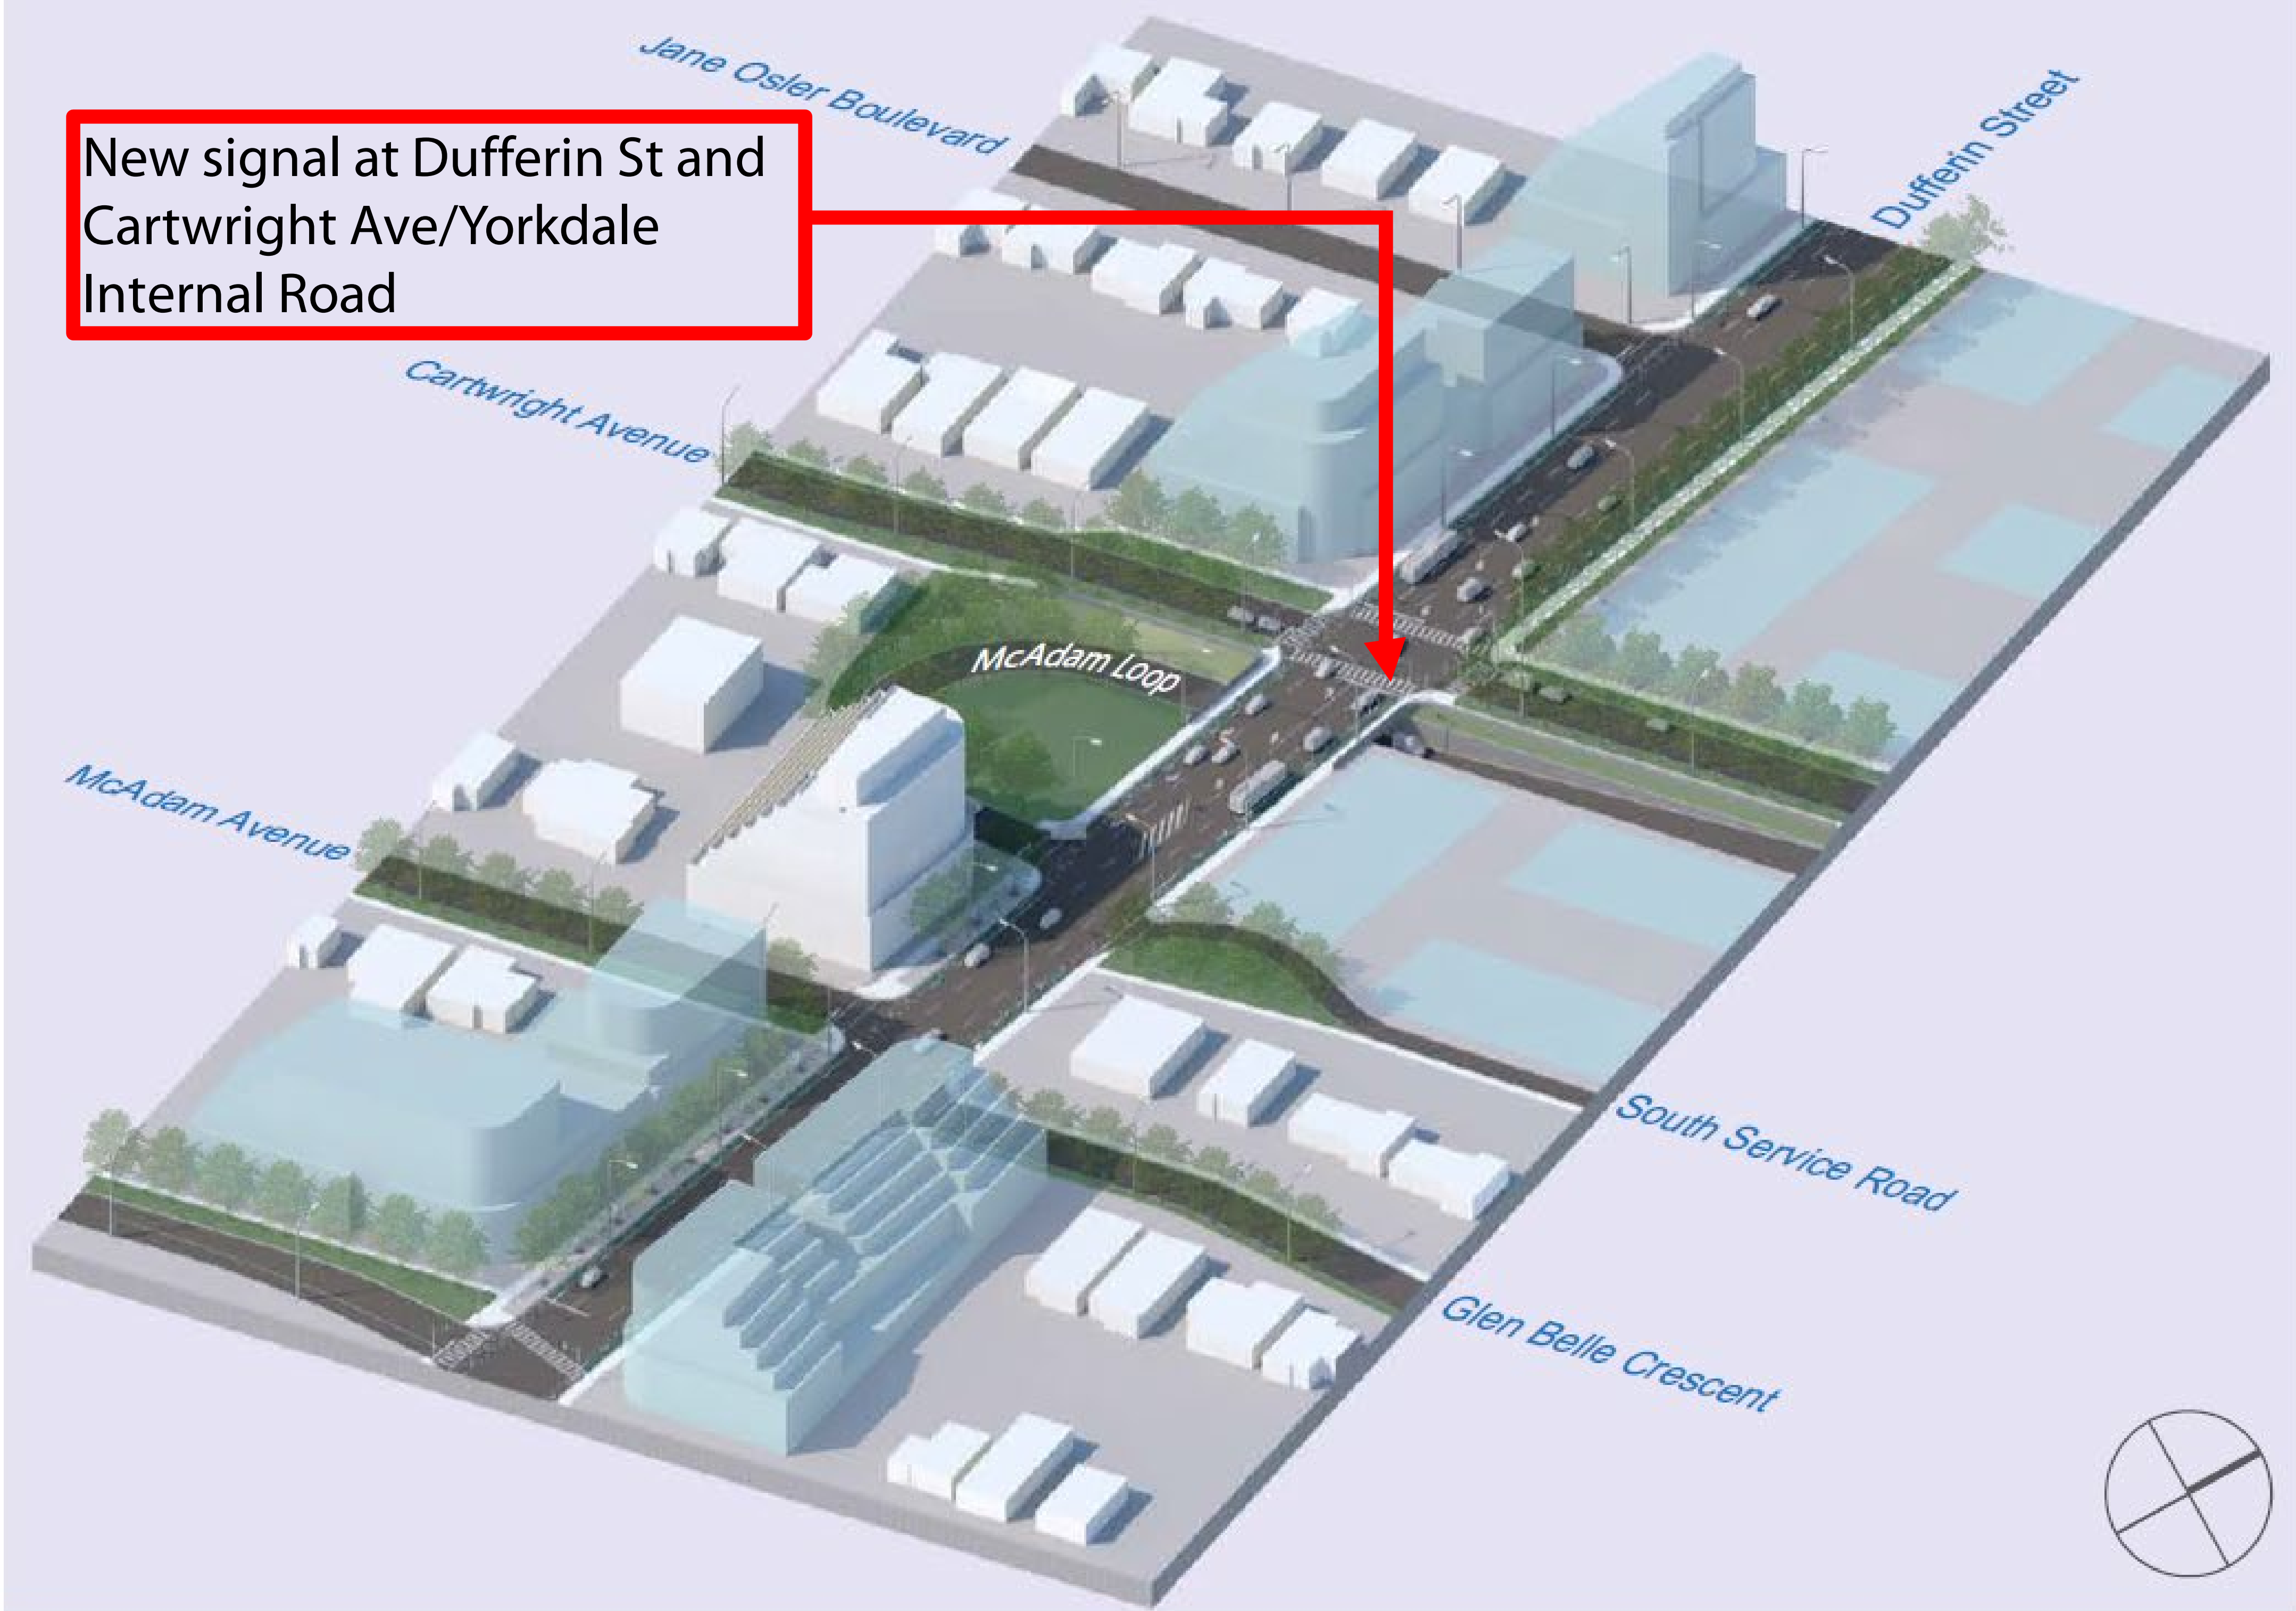 Jane Osler Boulevard
Dufferin Street
New signal at Dufferin St and
Cartwright Ave/Yorkdale
Internal Road
Cartwright Avenue
McAdam Loop
McAdam Avenue
South Service Road
Glen Belle Crescent